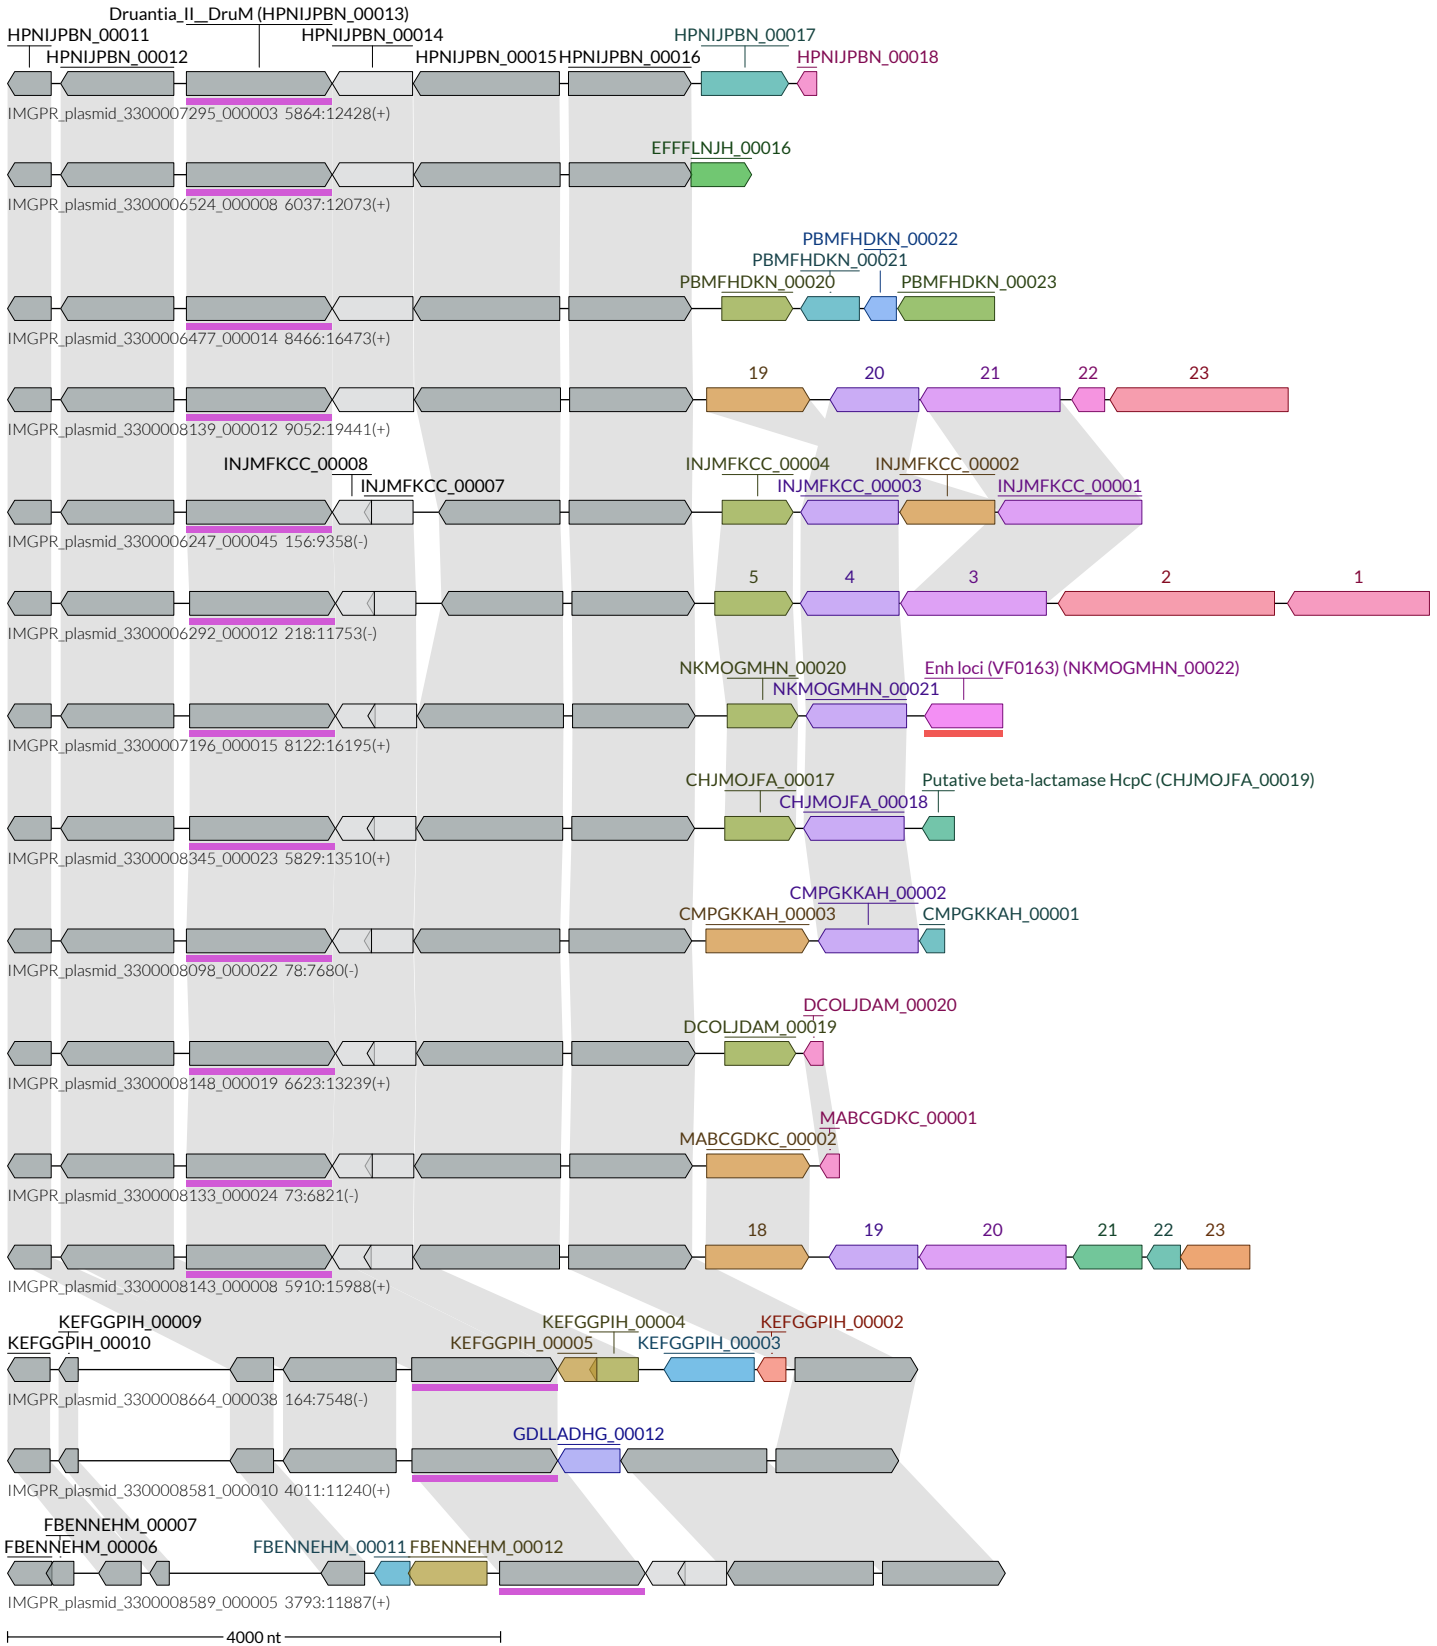 Druantia_II__DruM (HPNIJPBN_00013)
HPNIJPBN_00011 HPNIJPBN_00014 HPNIJPBN_00017
HPNIJPBN_00012 HPNIJPBN_00015 HPNIJPBN_00016 HPNIJPBN_00018
IMGPR_plasmid_3300007295_000003 5864:12428(+)
EFFFLNJH_00016
IMGPR_plasmid_3300006524_000008 6037:12073(+)
PBMFHDKN_00022
PBMFHDKN_00021
PBMFHDKN_00020 PBMFHDKN_00023
IMGPR_plasmid_3300006477_000014 8466:16473(+)
19 20 21 22 23
IMGPR_plasmid_3300008139_000012 9052:19441(+)
INJMFKCC_00008 INJMFKCC_00004 INJMFKCC_00002
INJMFKCC_00007 INJMFKCC_00003 INJMFKCC_00001
IMGPR_plasmid_3300006247_000045 156:9358(-)
5 4 3 2 1
IMGPR_plasmid_3300006292_000012 218:11753(-)
NKMOGMHN_00020 Enh loci (VF0163) (NKMOGMHN_00022)
NKMOGMHN_00021
IMGPR_plasmid_3300007196_000015 8122:16195(+)
CHJMOJFA_00017 Putative beta-lactamase HcpC (CHJMOJFA_00019)
CHJMOJFA_00018
IMGPR_plasmid_3300008345_000023 5829:13510(+)
CMPGKKAH_00002
CMPGKKAH_00003 CMPGKKAH_00001
IMGPR_plasmid_3300008098_000022 78:7680(-)
DCOLJDAM_00020
DCOLJDAM_00019
IMGPR_plasmid_3300008148_000019 6623:13239(+)
MABCGDKC_00001
MABCGDKC_00002
IMGPR_plasmid_3300008133_000024 73:6821(-)
18 19 20 21 22 23
IMGPR_plasmid_3300008143_000008 5910:15988(+)
KEFGGPIH_00009 KEFGGPIH_00004 KEFGGPIH_00002
KEFGGPIH_00010 KEFGGPIH_00005 KEFGGPIH_00003
IMGPR_plasmid_3300008664_000038 164:7548(-)
GDLLADHG_00012
IMGPR_plasmid_3300008581_000010 4011:11240(+)
FBENNEHM_00007
FBENNEHM_00006 FBENNEHM_00011 FBENNEHM_00012
IMGPR_plasmid_3300008589_000005 3793:11887(+)
4000 nt